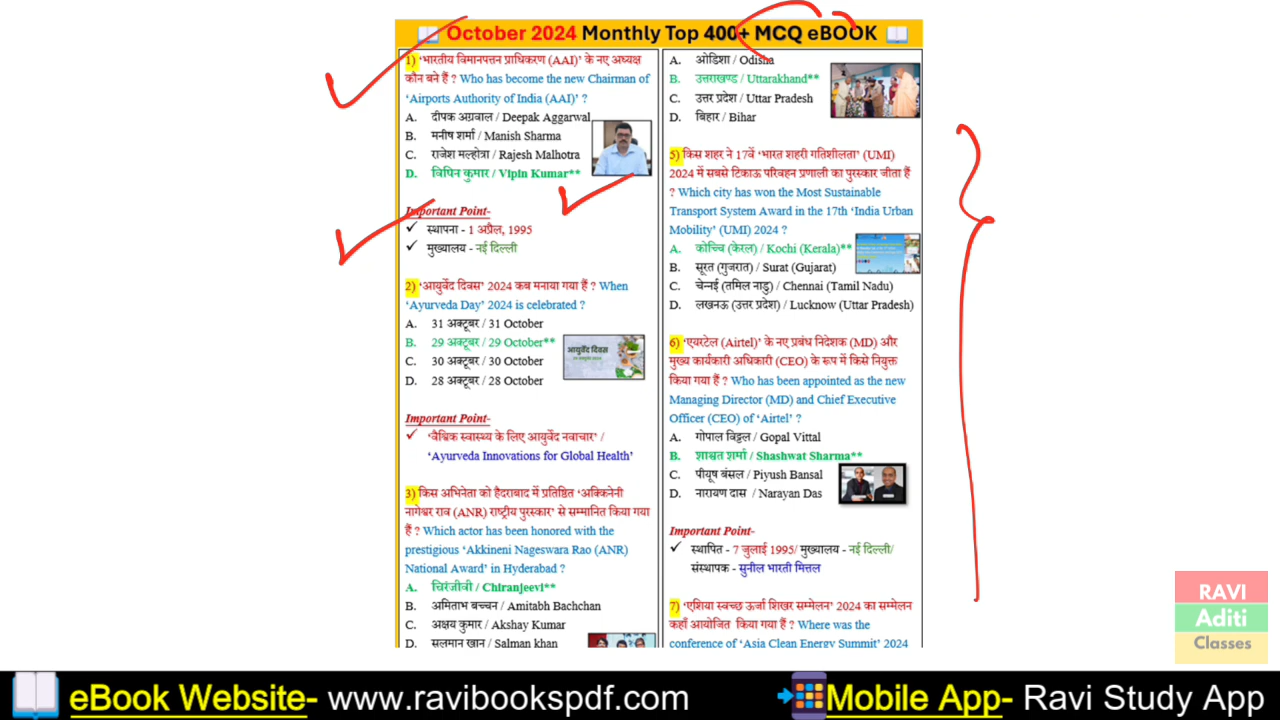 October 2024 Monthly Top 400+ MCQ eBOOK
1) ‘भारतीय विमानपत्तन प्राधिकरण (AAI)’ के नए अध्यक्ष
कौन बने हैं ? Who has become the new Chairman of
‘Airports Authority of India (AAI)’ ?
A. दीपक अग्रवाल / Deepak Aggarwal
B. मनीष शर्मा / Manish Sharma
C. राजेश मल्होत्रा / Rajesh Malhotra
D. विपिन कुमार / Vipin Kumar**
Important Point-
✓ स्थापना - 1 अप्रैल, 1995
✓ मुख्यालय - नई दिल्ली
2) ‘आयुर्वेद दिवस’ 2024 कब मनाया गया हैं ? When
‘Ayurveda Day’ 2024 is celebrated ?
A. 31 अक्टूबर / 31 October
B. 29 अक्टूबर / 29 October**
C. 30 अक्टूबर / 30 October
D. 28 अक्टूबर / 28 October
आयुर्वेद दिवस
Important Point-
✓ ‘वैश्विक स्वास्थ्य के लिए आयुर्वेद नवाचार’ /
‘Ayurveda Innovations for Global Health’
3) किस अभिनेता को हैदराबाद में प्रतिष्ठित ‘अक्किनेनी
नागेश्वर राव (ANR) राष्ट्रीय पुरस्कार’ से सम्मानित किया गया
हैं ? Which actor has been honored with the
prestigious ‘Akkineni Nageswara Rao (ANR)
National Award’ in Hyderabad ?
A. चिरंजीवी / Chiranjeevi**
B. अमिताभ बच्चन / Amitabh Bachchan
C. अक्षय कुमार / Akshay Kumar
D. सलमान खान / Salman khan
A. ओडिशा / Odisha
B. उत्तराखण्ड / Uttarakhand**
C. उत्तर प्रदेश / Uttar Pradesh
D. बिहार / Bihar
5) किस शहर ने 17वें ‘भारत शहरी गतिशीलता’ (UMI)
2024 में सबसे टिकाऊ परिवहन प्रणाली का पुरस्कार जीता हैं
? Which city has won the Most Sustainable
Transport System Award in the 17th ‘India Urban
Mobility’ (UMI) 2024 ?
A. कोच्चि (केरल) / Kochi (Kerala)**
B. सूरत (गुजरात) / Surat (Gujarat)
C. चेन्नई (तमिल नाडु) / Chennai (Tamil Nadu)
D. लखनऊ (उत्तर प्रदेश) / Lucknow (Uttar Pradesh)
6) ‘एयरटेल (Airtel)’ के नए प्रबंध निदेशक (MD) और
मुख्य कार्यकारी अधिकारी (CEO) के रूप में किसे नियुक्त
किया गया हैं ? Who has been appointed as the new
Managing Director (MD) and Chief Executive
Officer (CEO) of ‘Airtel’ ?
A. गोपाल विट्टल / Gopal Vittal
B. शाश्वत शर्मा / Shashwat Sharma**
C. पीयूष बंसल / Piyush Bansal
D. नारायण दास / Narayan Das
Important Point-
✓ स्थापित - 7 जुलाई 1995/ मुख्यालय - नई दिल्ली/
संस्थापक - सुनील भारती मित्तल
7) ‘एशिया स्वच्छ ऊर्जा शिखर सम्मेलन’ 2024 का सम्मेलन
कहाँ आयोजित किया गया हैं ? Where was the
conference of ‘Asia Clean Energy Summit’ 2024
RAVI
Aditi
Classes
eBook Website- www.ravibookspdf.com
Mobile App- Ravi Study App